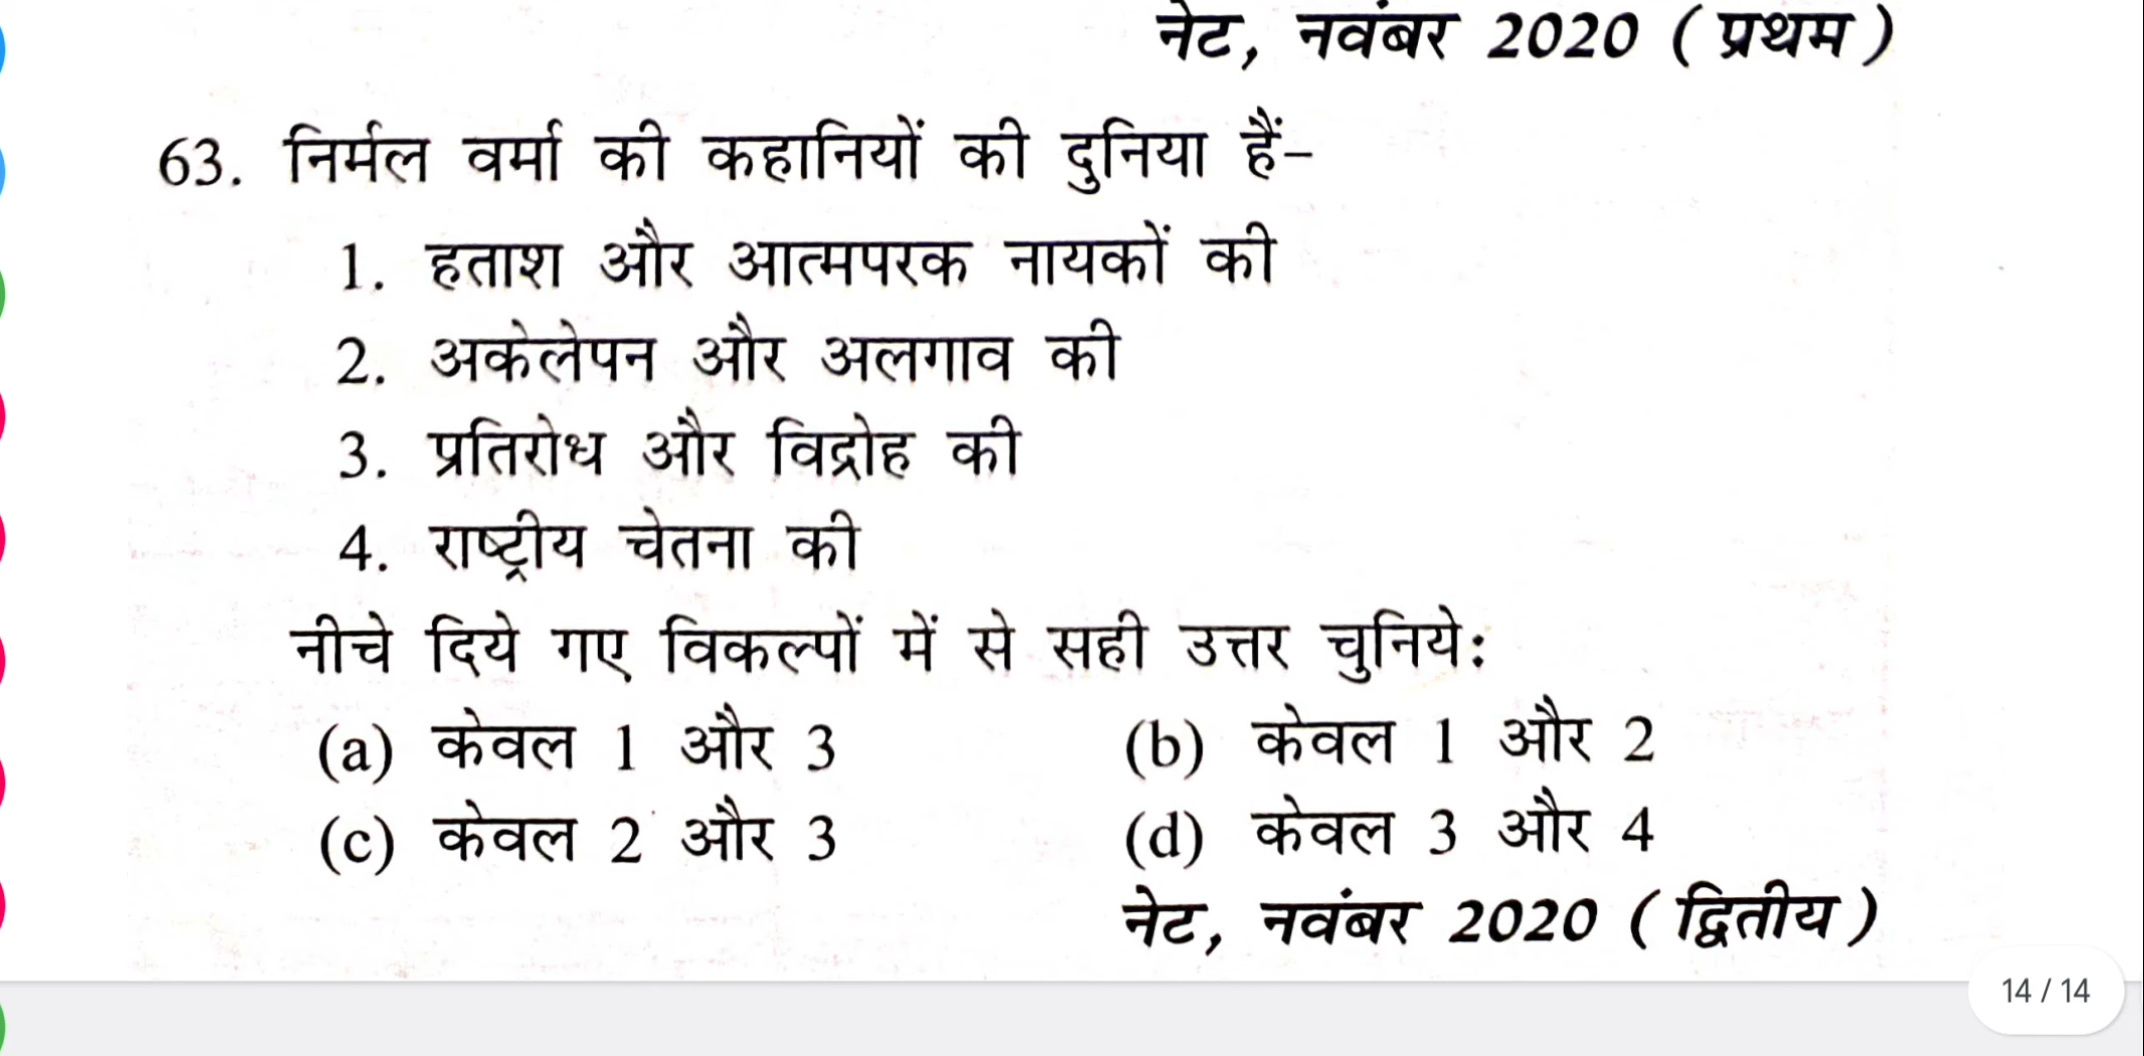 नेट, नवंबर 2020 (प्रथम)
63. निर्मल वर्मा की कहानियों की दुनिया हैं-
1. हताश और आत्मपरक नायकों की
2. अकेलेपन और अलगाव की
3. प्रतिरोध और विद्रोह की
4. राष्ट्रीय चेतना की
नीचे दिये गए विकल्पों में से सही उत्तर चुनिये:
(a) केवल 1 और 3 (b) केवल 1 और 2
(c) केवल 2 और 3 (d) केवल 3 और 4
नेट, नवंबर 2020 (द्वितीय)
14 / 14